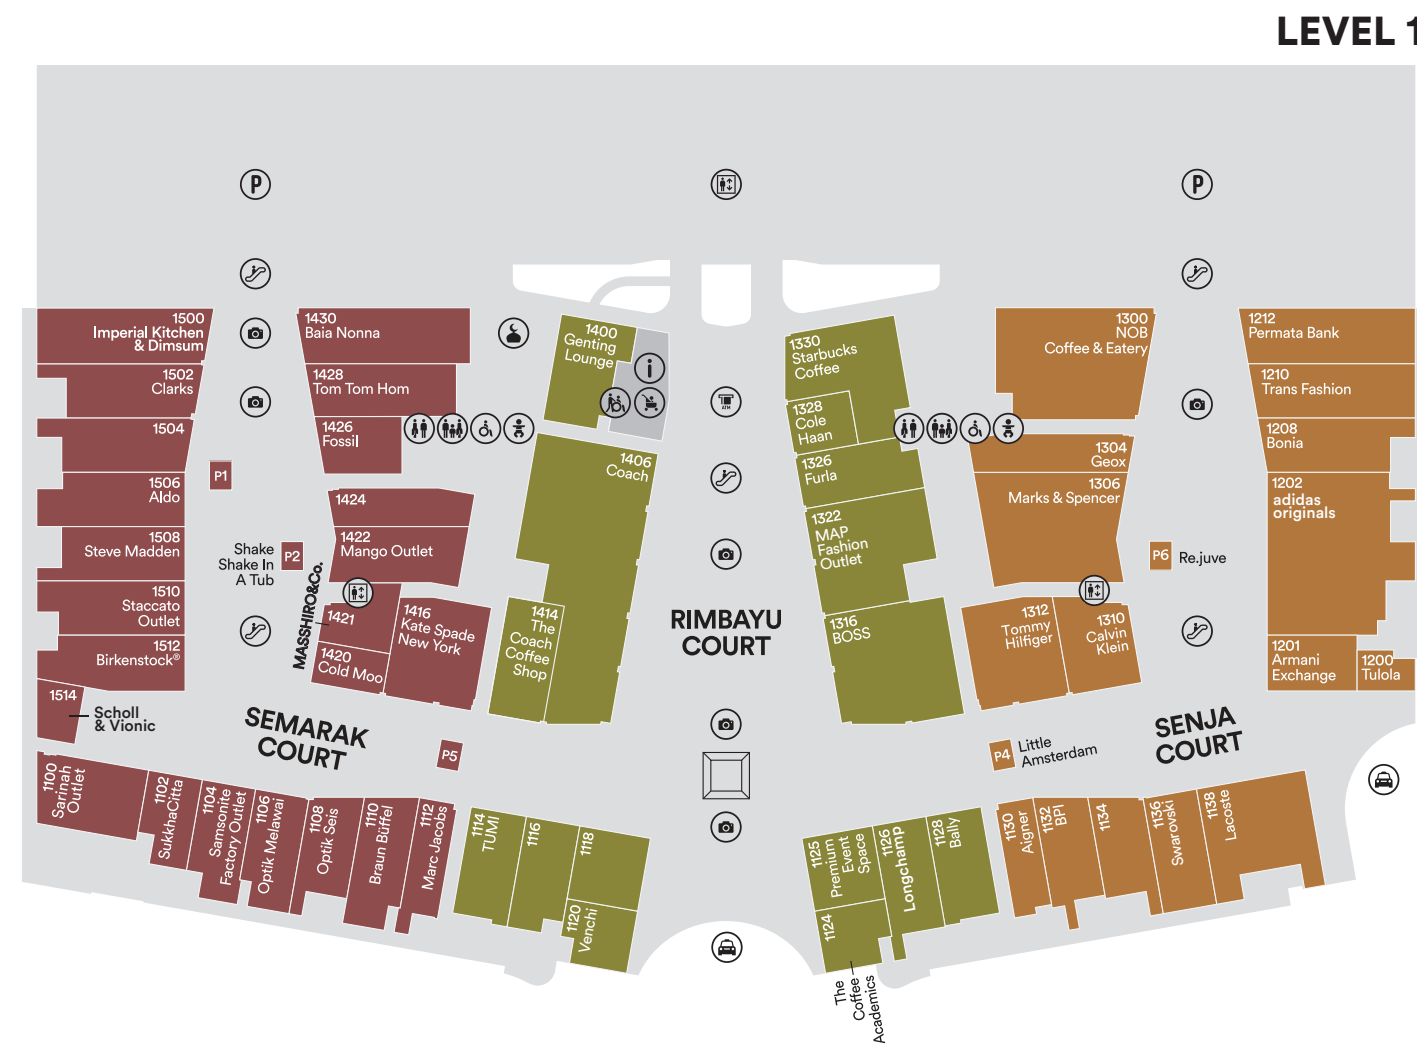 LEVEL 1
P
P
1500
Imperial Kitchen
& Dimsum
1502
Clarks
1504
1506
Aldo
1508
Steve Madden
1510
Staccato
Outlet
1512
Birkenstock®
1514
Scholl
& Vionic
P1
Shake
Shake In
A Tub
P2
1430
Baia Nonna
1428
Tom Tom Hom
1426
Fossil
1424
1422
Mango Outlet
MASSHIRO&Co.
1421
1420
Cold Moo
1416
Kate Spade
New York
SEMARAK
COURT
P5
1400
Genting
Lounge
i
1406
Coach
1414
The
Coach
Coffee
Shop
ATM
RIMBAYU
COURT
1330
Starbucks
Coffee
1328
Cole
Haan
1326
Furla
1322
MAP
Fashion
Outlet
1316
BOSS
1300
NOB
Coffee & Eatery
1304
Geox
1306
Marks & Spencer
1312
Tommy
Hilfiger
1310
Calvin
Klein
P6
Re.juve
1212
Permata Bank
1210
Trans Fashion
1208
Bonia
1202
adidas
originals
1201
Armani
Exchange
1200
Tulola
SENJA
COURT
P4
Little
Amsterdam
1100
Sarinah
Outlet
1102
SukkhaCitta
1104
Samsonite
Factory Outlet
1106
Optik Melawai
1108
Optik Seis
1110
Braun Büffel
1112
Marc Jacobs
1114
TUMI
1116
1118
1120
Venchi
1125
Premium
Event
Space
1124
The
Coffee
Academics
1126
Longchamp
1128
Bally
1130
Aigner
1132
BPI
1134
1136
Swarovski
1138
Lacoste